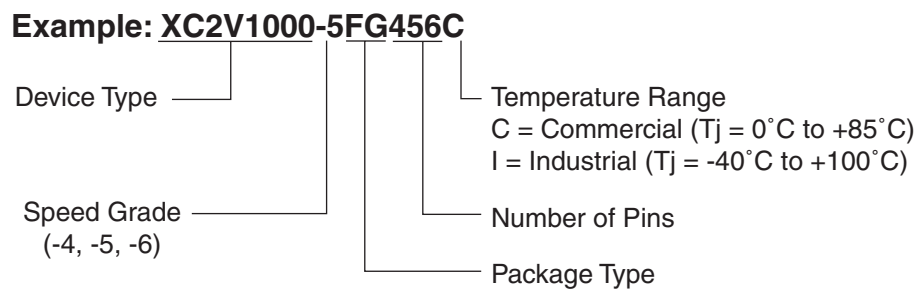 Example: XC2V1000-5FG456C
Device Type
Temperature Range
C = Commercial (Tj = 0˚C to +85˚C)
I = Industrial (Tj = -40˚C to +100˚C)
Speed Grade
(-4, -5, -6)
Number of Pins
Package Type